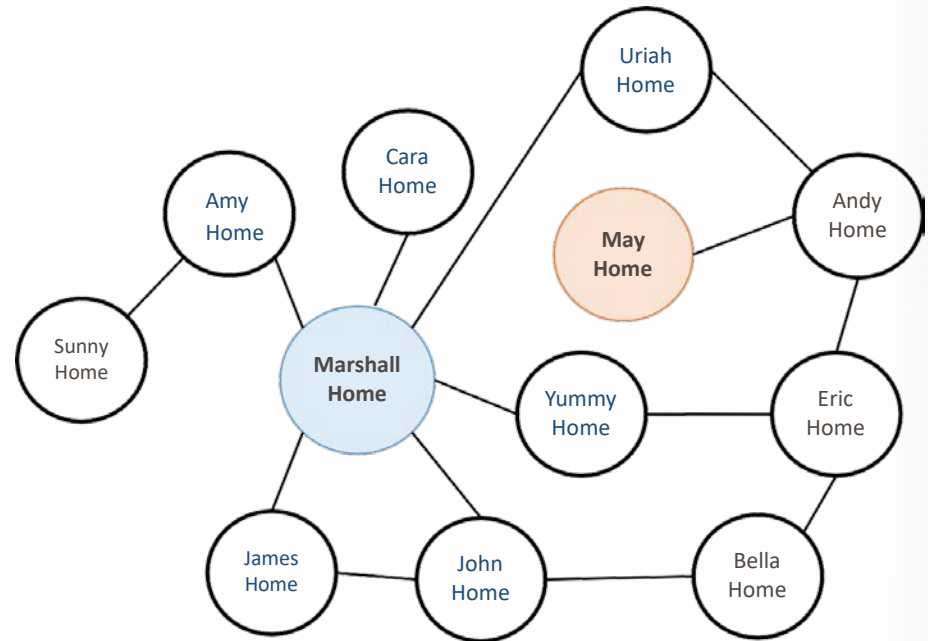 Uriah
Home
Cara
Home
Amy
Home
Andy
Home
May
Home
Sunny
Home
Marshall
Home
Yummy
Home
Eric
Home
James
Home
John
Home
Bella
Home